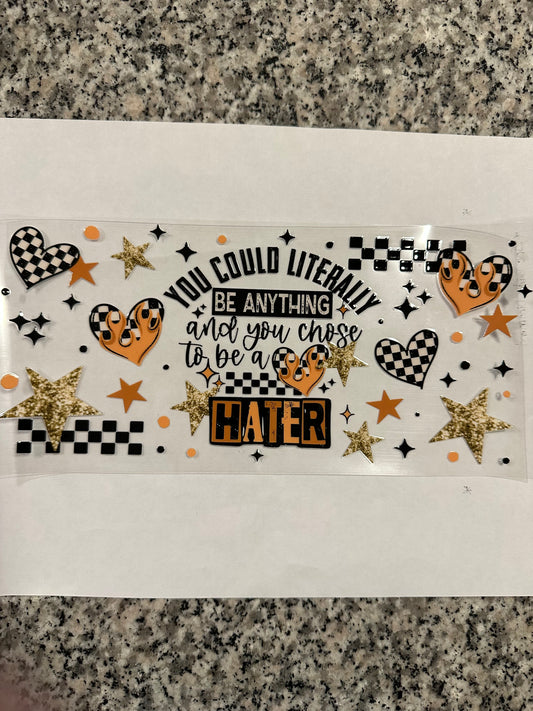 YOU COULD LITERALLY
BE ANYTHING
and you chose
to be a
HATER